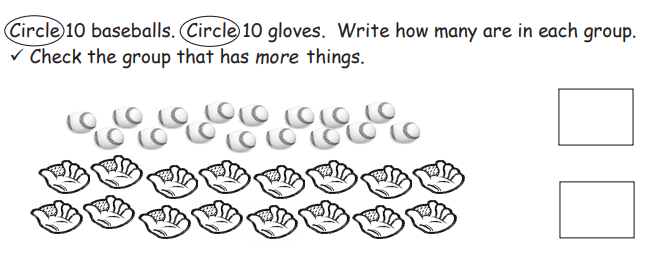 Circle 10 baseballs. Circle 10 gloves. Write how many are in each group.
✓ Check the group that has more things.